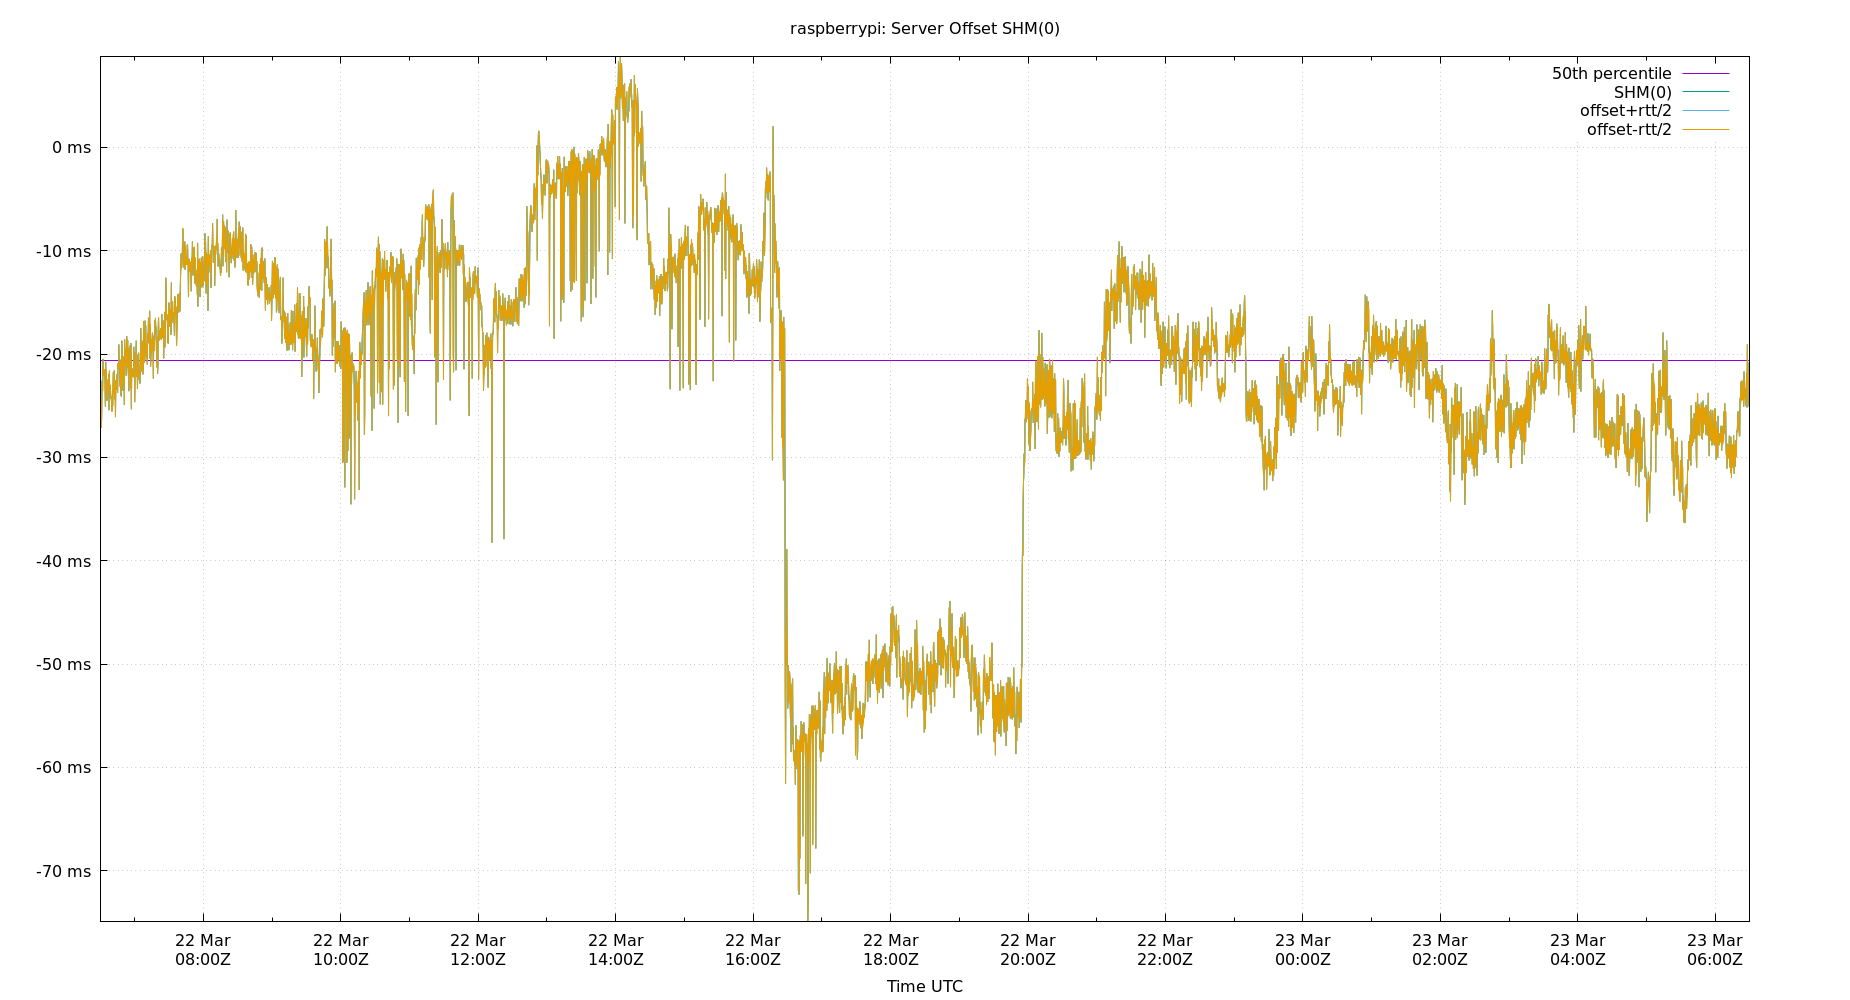 raspberrypi: Server Offset SHM(0)
50th percentile
SHM(0)
offset+rtt/2
offset-rtt/2
0 ms
-10 ms
-20 ms
-30 ms
-40 ms
-50 ms
-60 ms
-70 ms
22 Mar 22 Mar 22 Mar 22 Mar 22 Mar 22 Mar 22 Mar 22 Mar 23 Mar 23 Mar 23 Mar 23 Mar
08:00Z 10:00Z 12:00Z 14:00Z 16:00Z 18:00Z 20:00Z 22:00Z 00:00Z 02:00Z 04:00Z 06:00Z
Time UTC